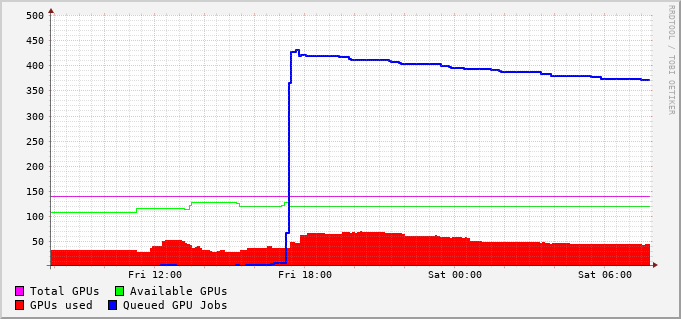 500
450
400
350
300
250
200
150
100
50
Fri 12:00 Fri 18:00 Sat 00:00 Sat 06:00
Total GPUs Available GPUs
GPUs used Queued GPU Jobs
RRDTOOL / TOBI OETIKER